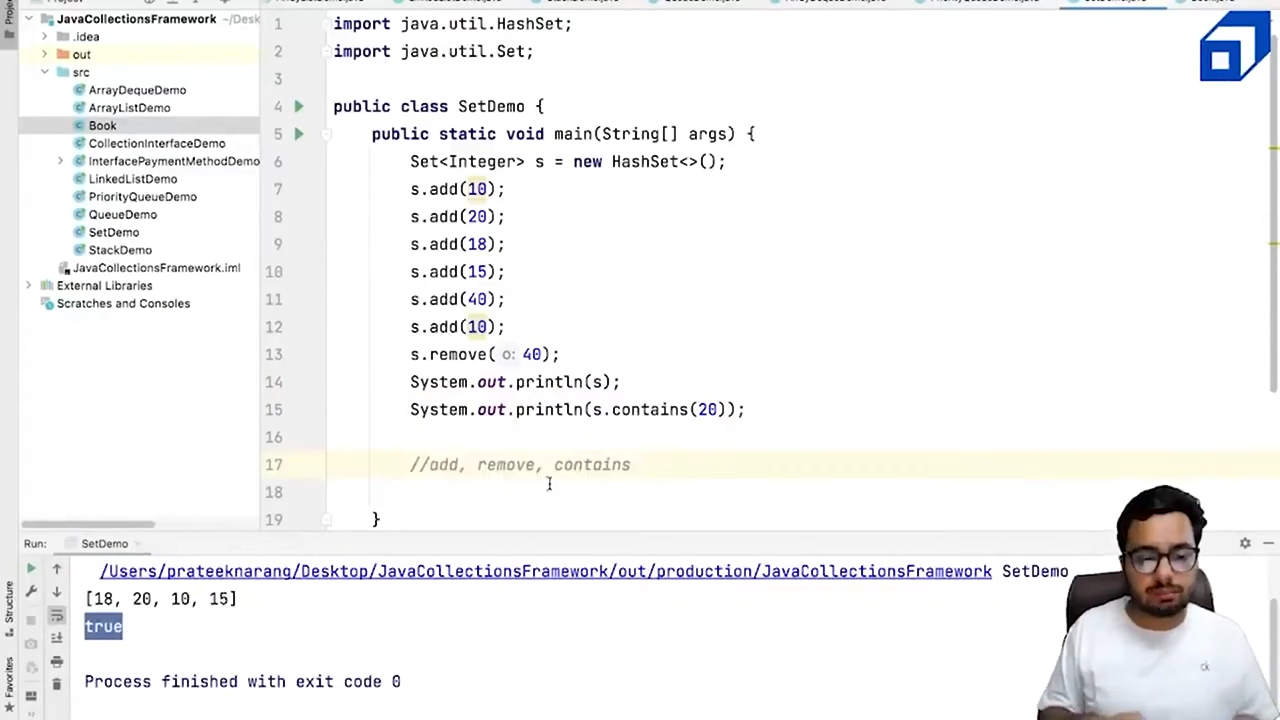 JavaCollectionsFramework ~/Desk
.idea
out
src
ArrayDequeDemo
ArrayListDemo
Book
CollectionInterfaceDemo
InterfacePaymentMethodDemo
LinkedListDemo
PriorityQueueDemo
QueueDemo
SetDemo
StackDemo
JavaCollectionsFramework.iml
External Libraries
Scratches and Consoles
1 import java.util.HashSet;
2 import java.util.Set;
3
4 public class SetDemo {
5 public static void main(String[] args) {
6 Set<Integer> s = new HashSet<>();
7 s.add(10);
8 s.add(20);
9 s.add(18);
10 s.add(15);
11 s.add(40);
12 s.add(10);
13 s.remove( o: 40);
14 System.out.println(s);
15 System.out.println(s.contains(20));
16
17 //add, remove, contains
18
19 }
Run: SetDemo
/Users/prateeknarang/Desktop/JavaCollectionsFramework/out/production/JavaCollectionsFramework SetDemo
[18, 20, 10, 15]
true
Process finished with exit code 0
Structure
Favorites